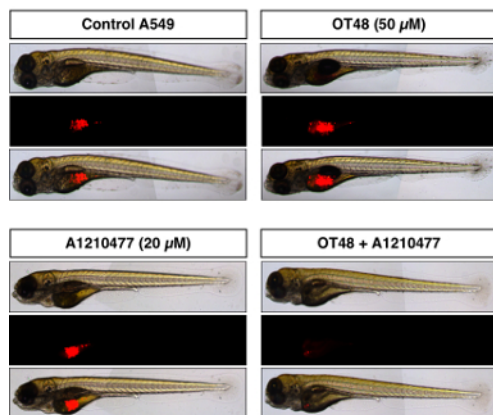 Control A549
OT48 (50 µM)
A1210477 (20 µM)
OT48 + A1210477